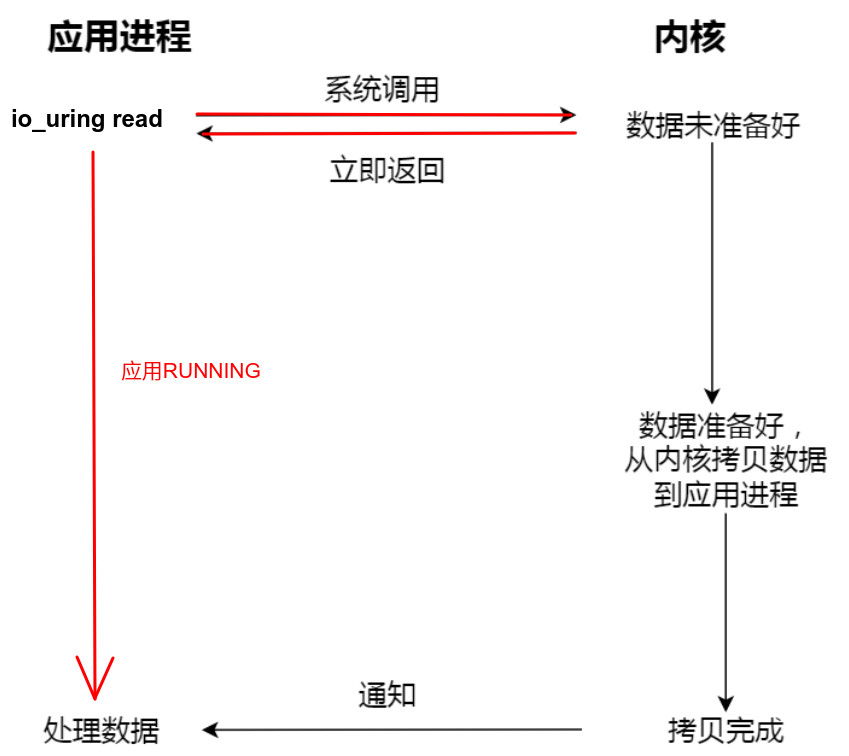 应用进程
内核
系统调用
io_uring read
数据未准备好
立即返回
应用RUNNING
数据准备好，
从内核拷贝数据
到应用进程
通知
处理数据
拷贝完成